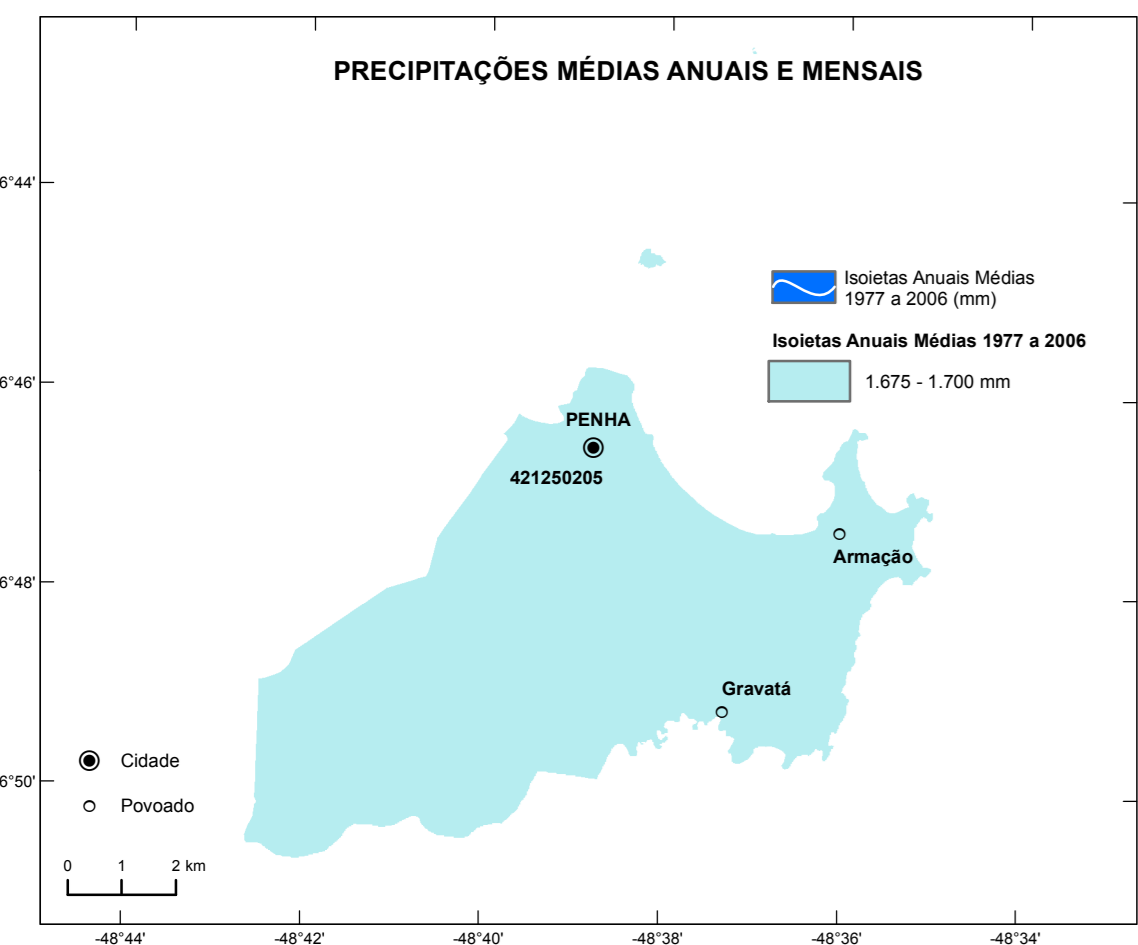 PRECIPITAÇÕES MÉDIAS ANUAIS E MENSAIS
6°44'
Isoietas Anuais Médias
1977 a 2006 (mm)
Isoietas Anuais Médias 1977 a 2006
6°46'
1.675 - 1.700 mm
PENHA
421250205
Armação
6°48'
Gravatá
Cidade
6°50'
Povoado
0 1 2 km
-48°44' -48°42' -48°40' -48°38' -48°36' -48°34'